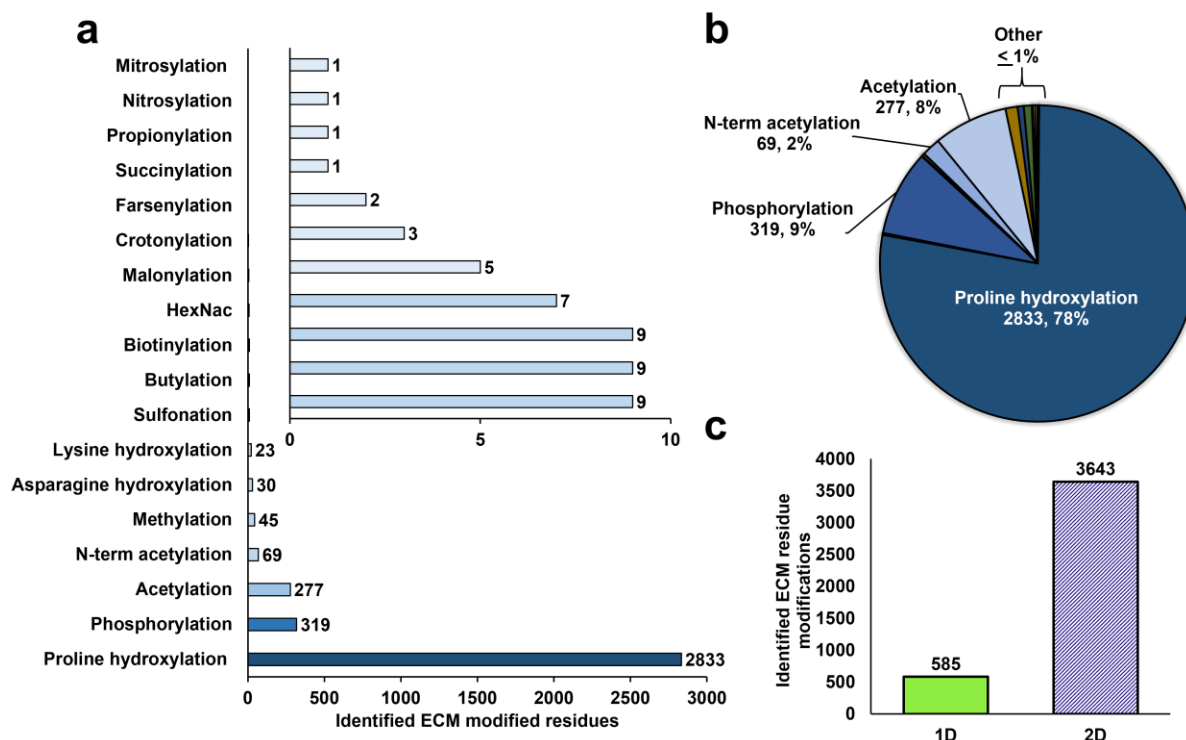 a
Mitrosylation 1
Nitrosylation 1
Propionylation 1
Succinylation 1
Farsenylation 2
Crotonylation 3
Malonylation 5
HexNac 7
Biotinylation 9
Butylation 9
Sulfonation 9
0 5 10
Lysine hydroxylation 23
Asparagine hydroxylation 30
Methylation 45
N-term acetylation 69
Acetylation 277
Phosphorylation 319
Proline hydroxylation 2833
0 500 1000 1500 2000 2500 3000
Identified ECM modified residues
b
Other
< 1%
Acetylation
277, 8%
N-term acetylation
69, 2%
Phosphorylation
319, 9%
Proline hydroxylation
2833, 78%
c
Identified ECM residue
modifications
4000
3500
3000
2500
2000
1500
1000
500
0
585
3643
1D 2D